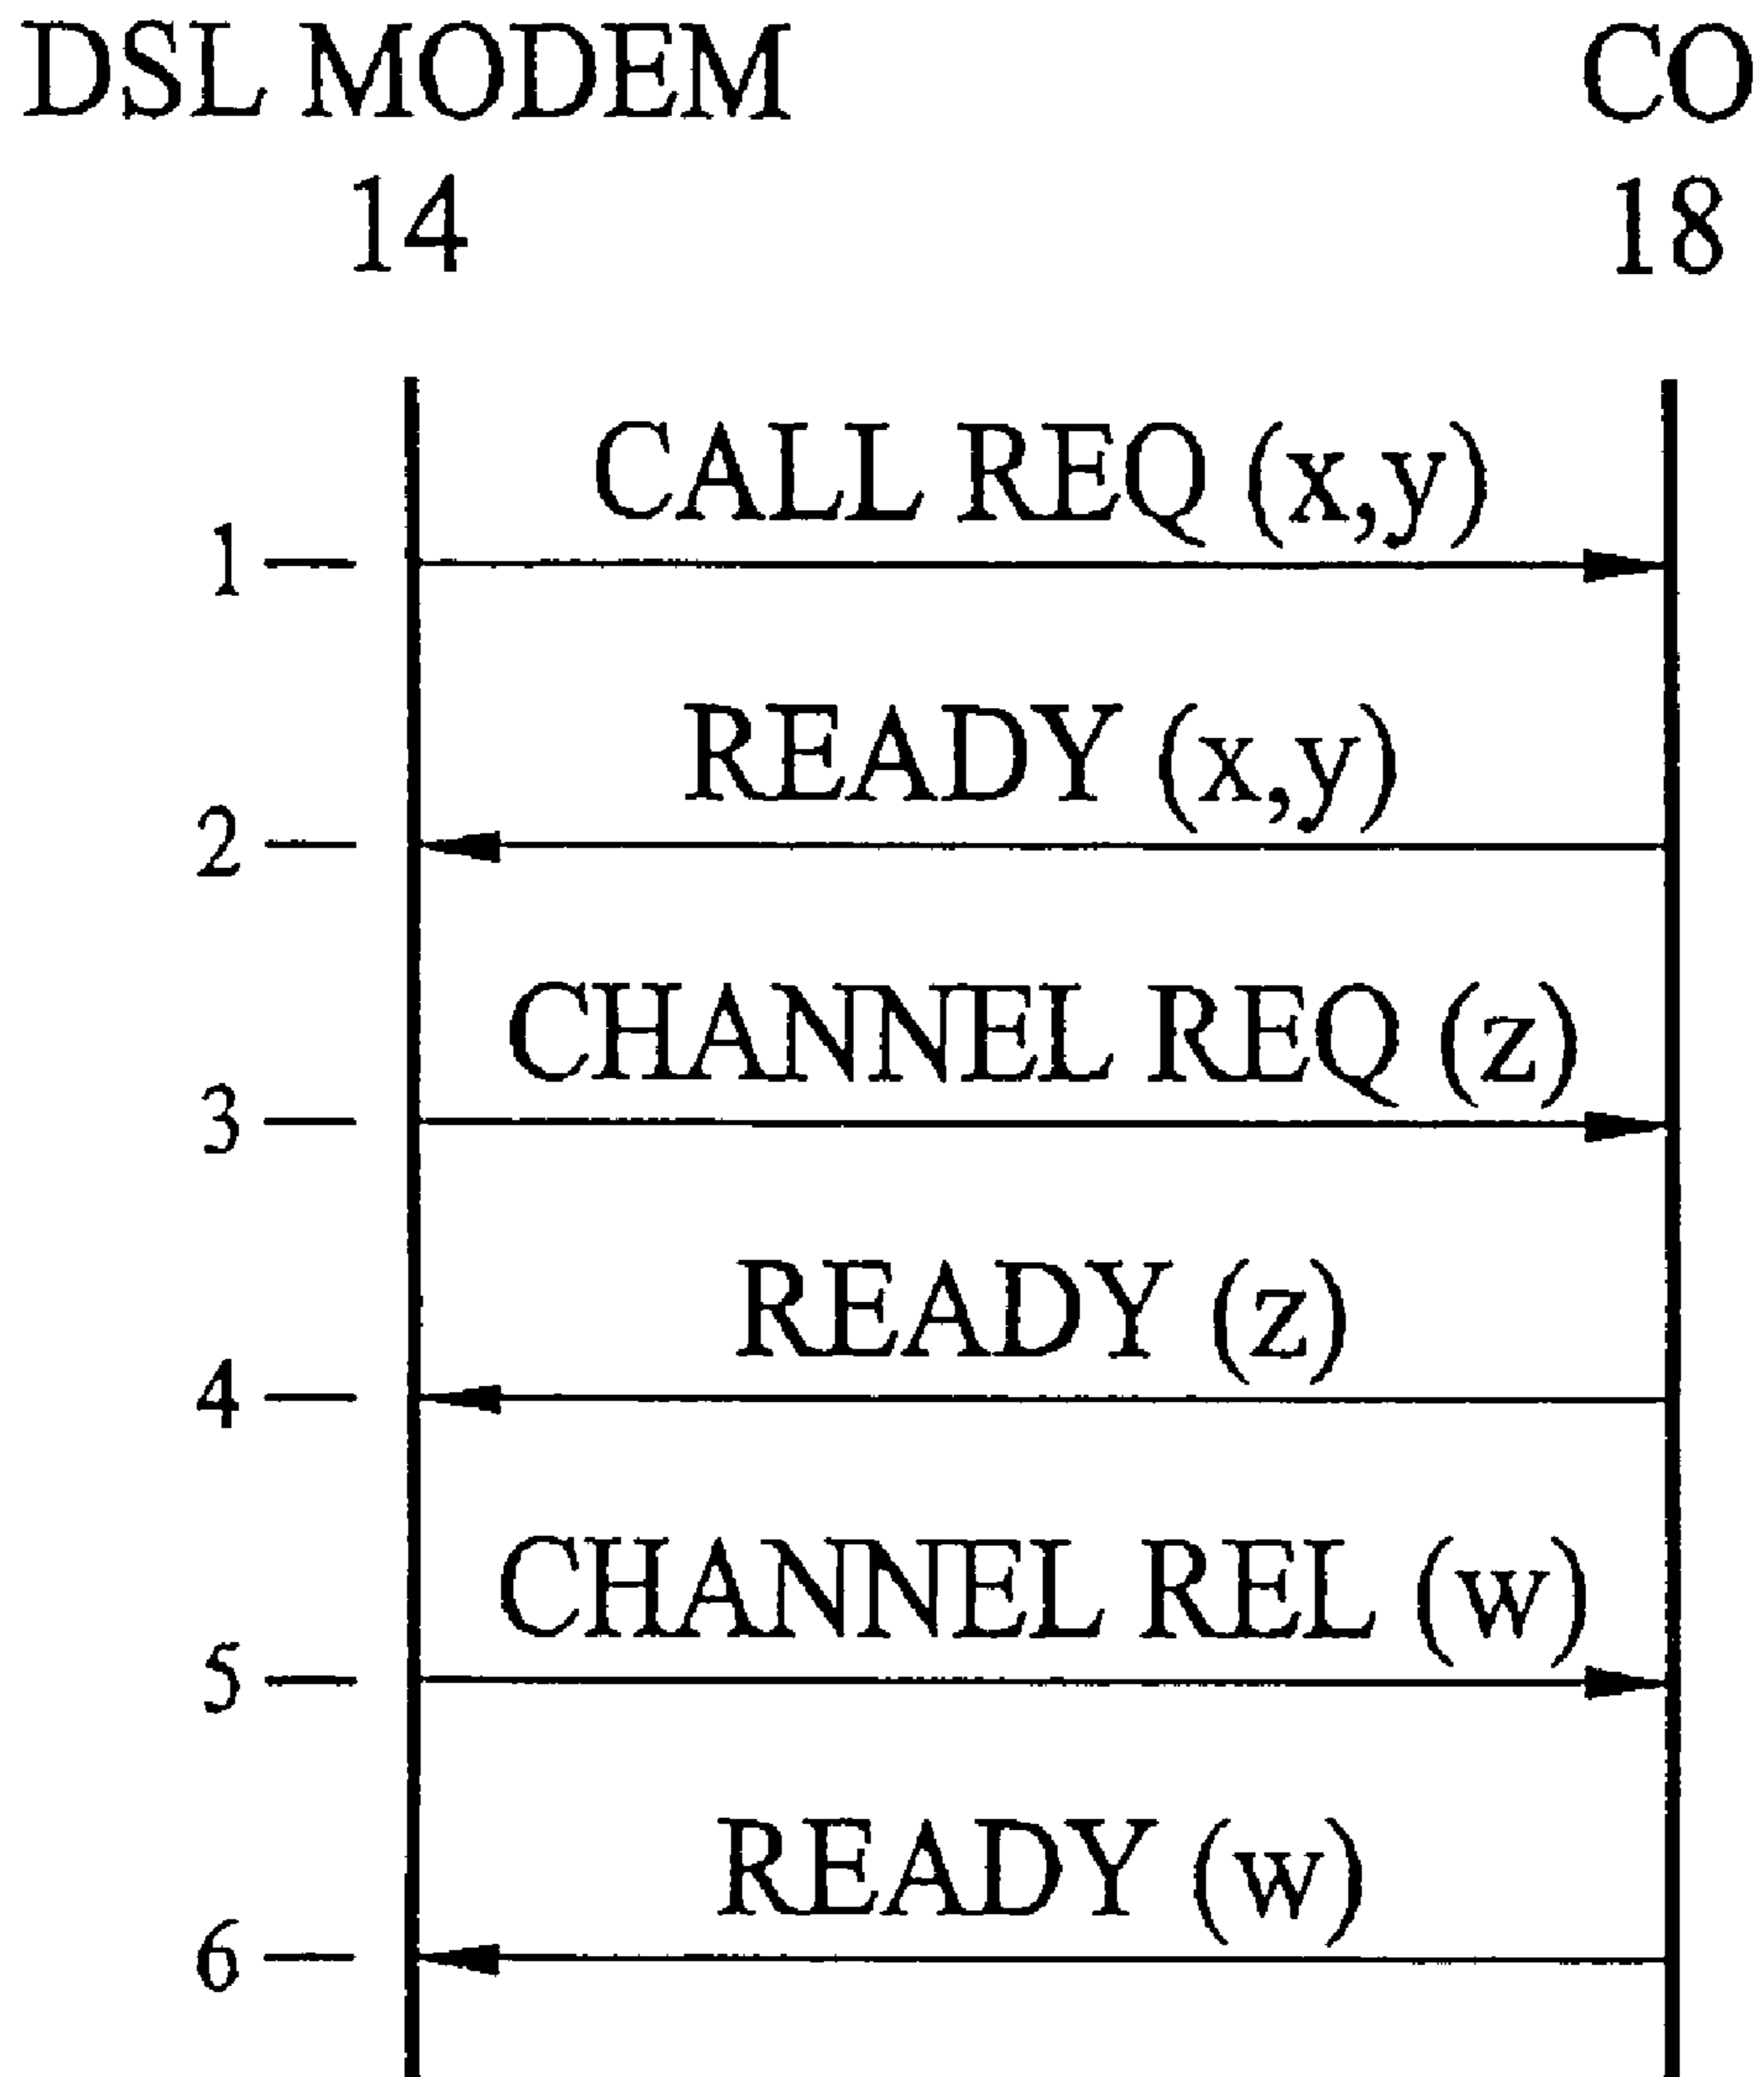 DSL MODEM CO
14 18
CALL REQ (x,y)
1
READY (x,y)
2
CHANNEL REQ (z)
3
READY (z)
4
CHANNEL REL (w)
5
READY (w)
6